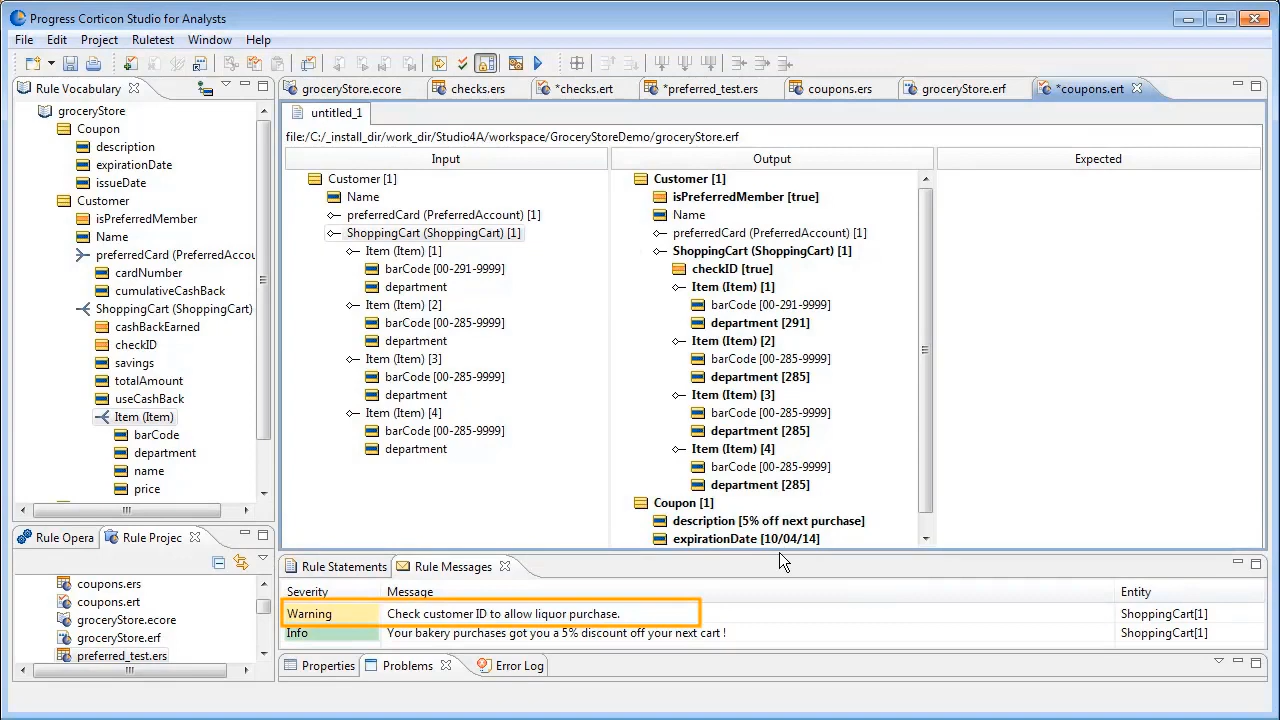 Progress Corticon Studio for Analysts
File Edit Project Ruletest Window Help
Rule Vocabulary
groceryStore
Coupon
description
expirationDate
issueDate
Customer
isPreferredMember
Name
preferredCard (PreferredAccou
cardNumber
cumulativeCashBack
ShoppingCart (ShoppingCart)
cashBackEarned
checkID
savings
totalAmount
useCashBack
Item (Item)
barCode
department
name
price
Rule Opera Rule Projec
coupons.ers
coupons.ert
groceryStore.ecore
groceryStore.erf
preferred_test.ers
groceryStore.ecore checks.ers *checks.ert *preferred_test.ers coupons.ers groceryStore.erf *coupons.ert
untitled_1
file:/C:/_install_dir/work_dir/Studio4A/workspace/GroceryStoreDemo/groceryStore.erf
Input Output Expected
Customer [1]
Name
preferredCard (PreferredAccount) [1]
ShoppingCart (ShoppingCart) [1]
Item (Item) [1]
barCode [00-291-9999]
department
Item (Item) [2]
barCode [00-285-9999]
department
Item (Item) [3]
barCode [00-285-9999]
department
Item (Item) [4]
barCode [00-285-9999]
department
Customer [1]
isPreferredMember [true]
Name
preferredCard (PreferredAccount) [1]
ShoppingCart (ShoppingCart) [1]
checkID [true]
Item (Item) [1]
barCode [00-291-9999]
department [291]
Item (Item) [2]
barCode [00-285-9999]
department [285]
Item (Item) [3]
barCode [00-285-9999]
department [285]
Item (Item) [4]
barCode [00-285-9999]
department [285]
Coupon [1]
description [5% off next purchase]
expirationDate [10/04/14]
Rule Statements Rule Messages
Severity Message Entity
Warning Check customer ID to allow liquor purchase. ShoppingCart[1]
Info Your bakery purchases got you a 5% discount off your next cart ! ShoppingCart[1]
Properties Problems Error Log